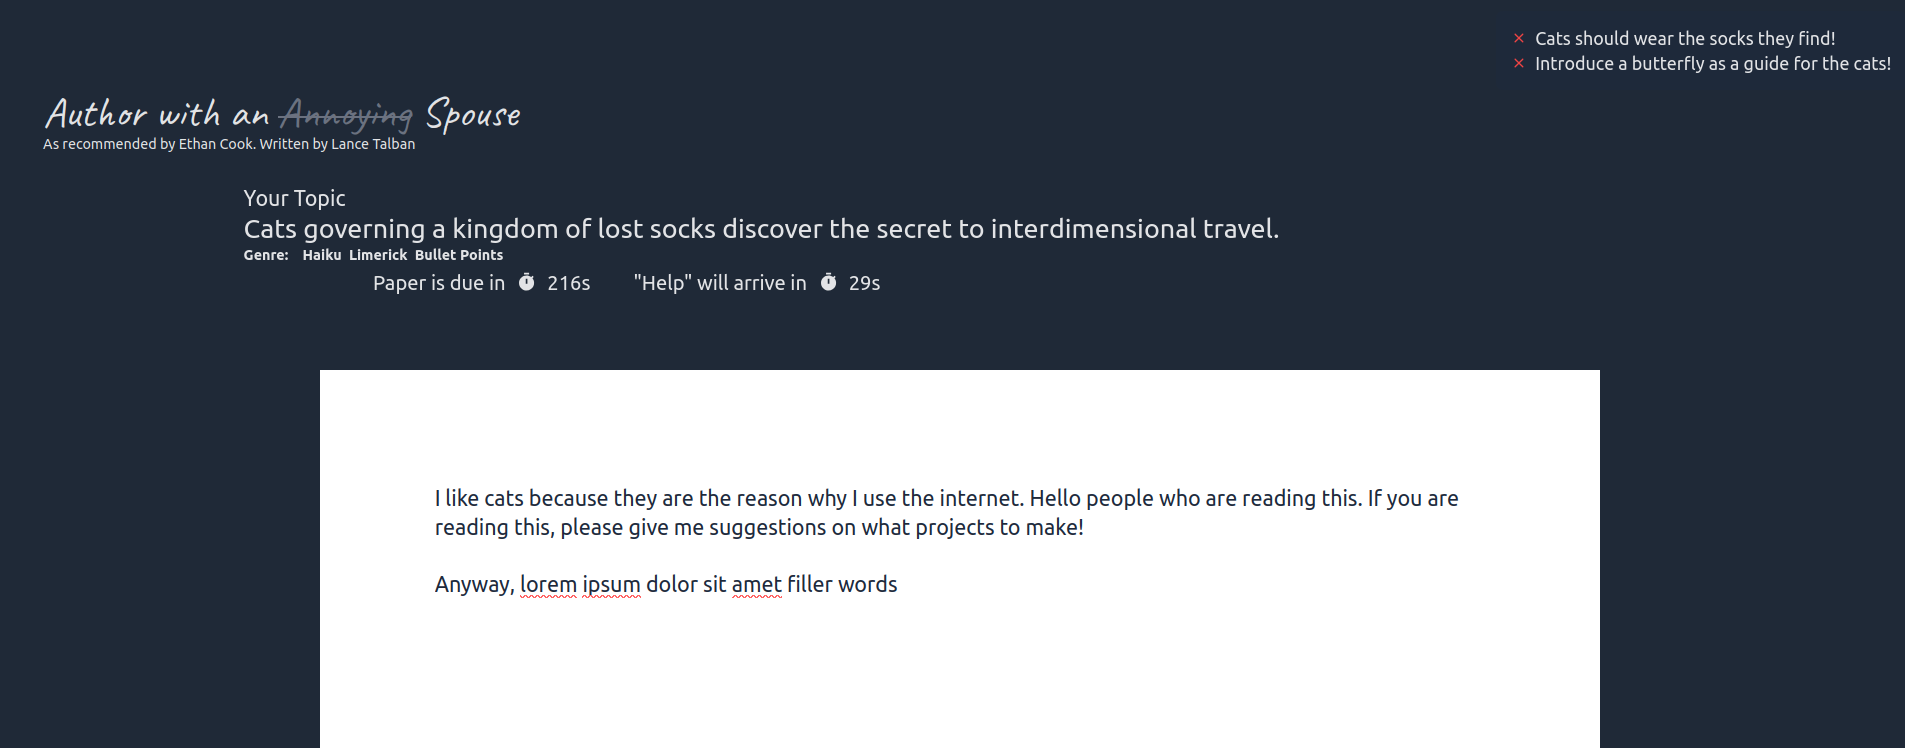 × Cats should wear the socks they find!
× Introduce a butterfly as a guide for the cats!
Author with an Annoying Spouse
As recommended by Ethan Cook. Written by Lance Talban
Your Topic
Cats governing a kingdom of lost socks discover the secret to interdimensional travel.
Genre: Haiku Limerick Bullet Points
Paper is due in 216s "Help" will arrive in 29s
I like cats because they are the reason why I use the internet. Hello people who are reading this. If you are
reading this, please give me suggestions on what projects to make!
Anyway, lorem ipsum dolor sit amet filler words